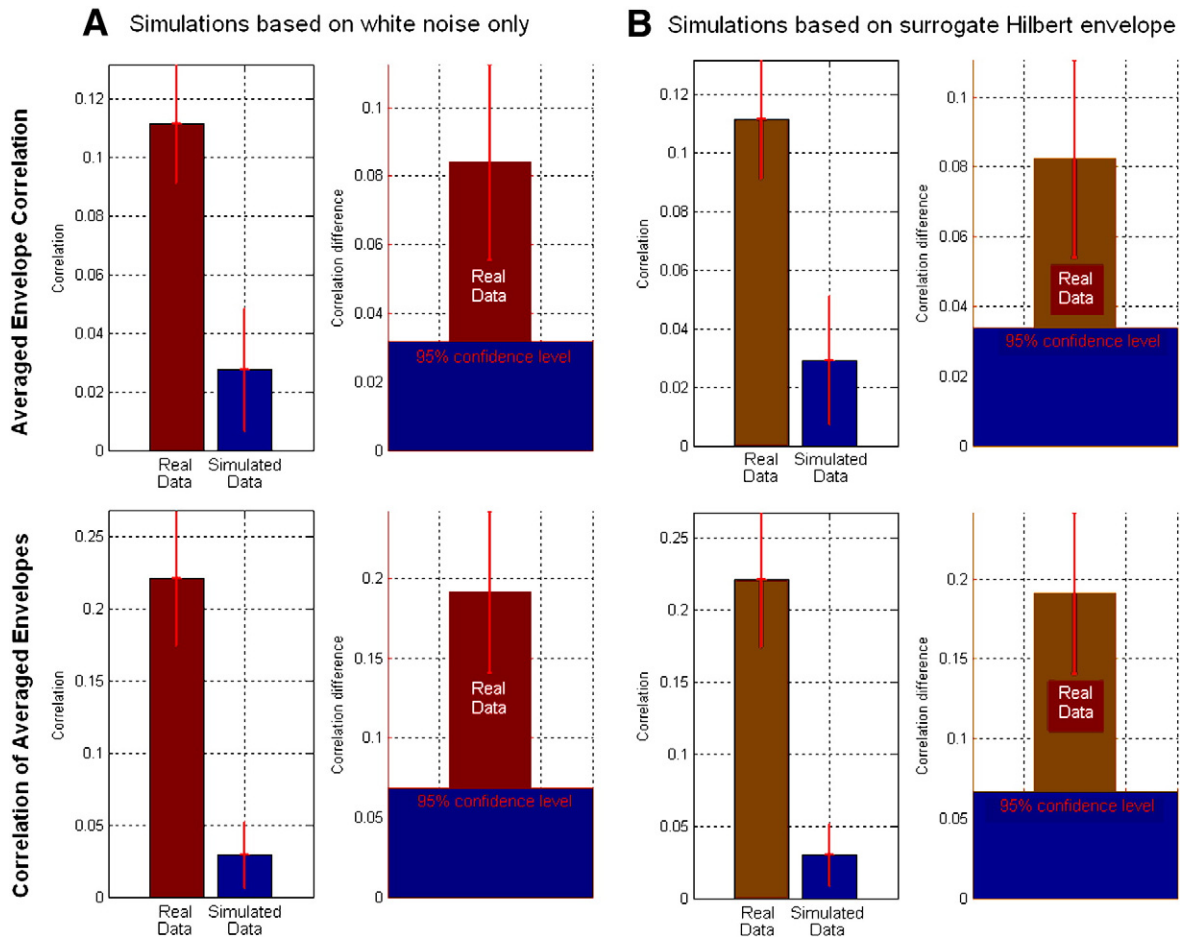 A Simulations based on white noise only
B Simulations based on surrogate Hilbert envelope
Averaged Envelope Correlation
Correlation
0.12
0.1
0.08
0.06
0.04
0.02
0
Real
Data
Simulated
Data
Correlation difference
0.1
0.08
0.06
0.04
0.02
0
Real
Data
95% confidence level
Correlation
0.12
0.1
0.08
0.06
0.04
0.02
0
Real
Data
Simulated
Data
Correlation difference
0.1
0.08
0.06
0.04
0.02
0
Real
Data
95% confidence level
Correlation of Averaged Envelopes
Correlation
0.25
0.2
0.15
0.1
0.05
0
Real
Data
Simulated
Data
Correlation difference
0.2
0.15
0.1
0.05
0
Real
Data
95% confidence level
Correlation
0.25
0.2
0.15
0.1
0.05
0
Real
Data
Simulated
Data
Correlation difference
0.2
0.15
0.1
0.05
0
Real
Data
95% confidence level